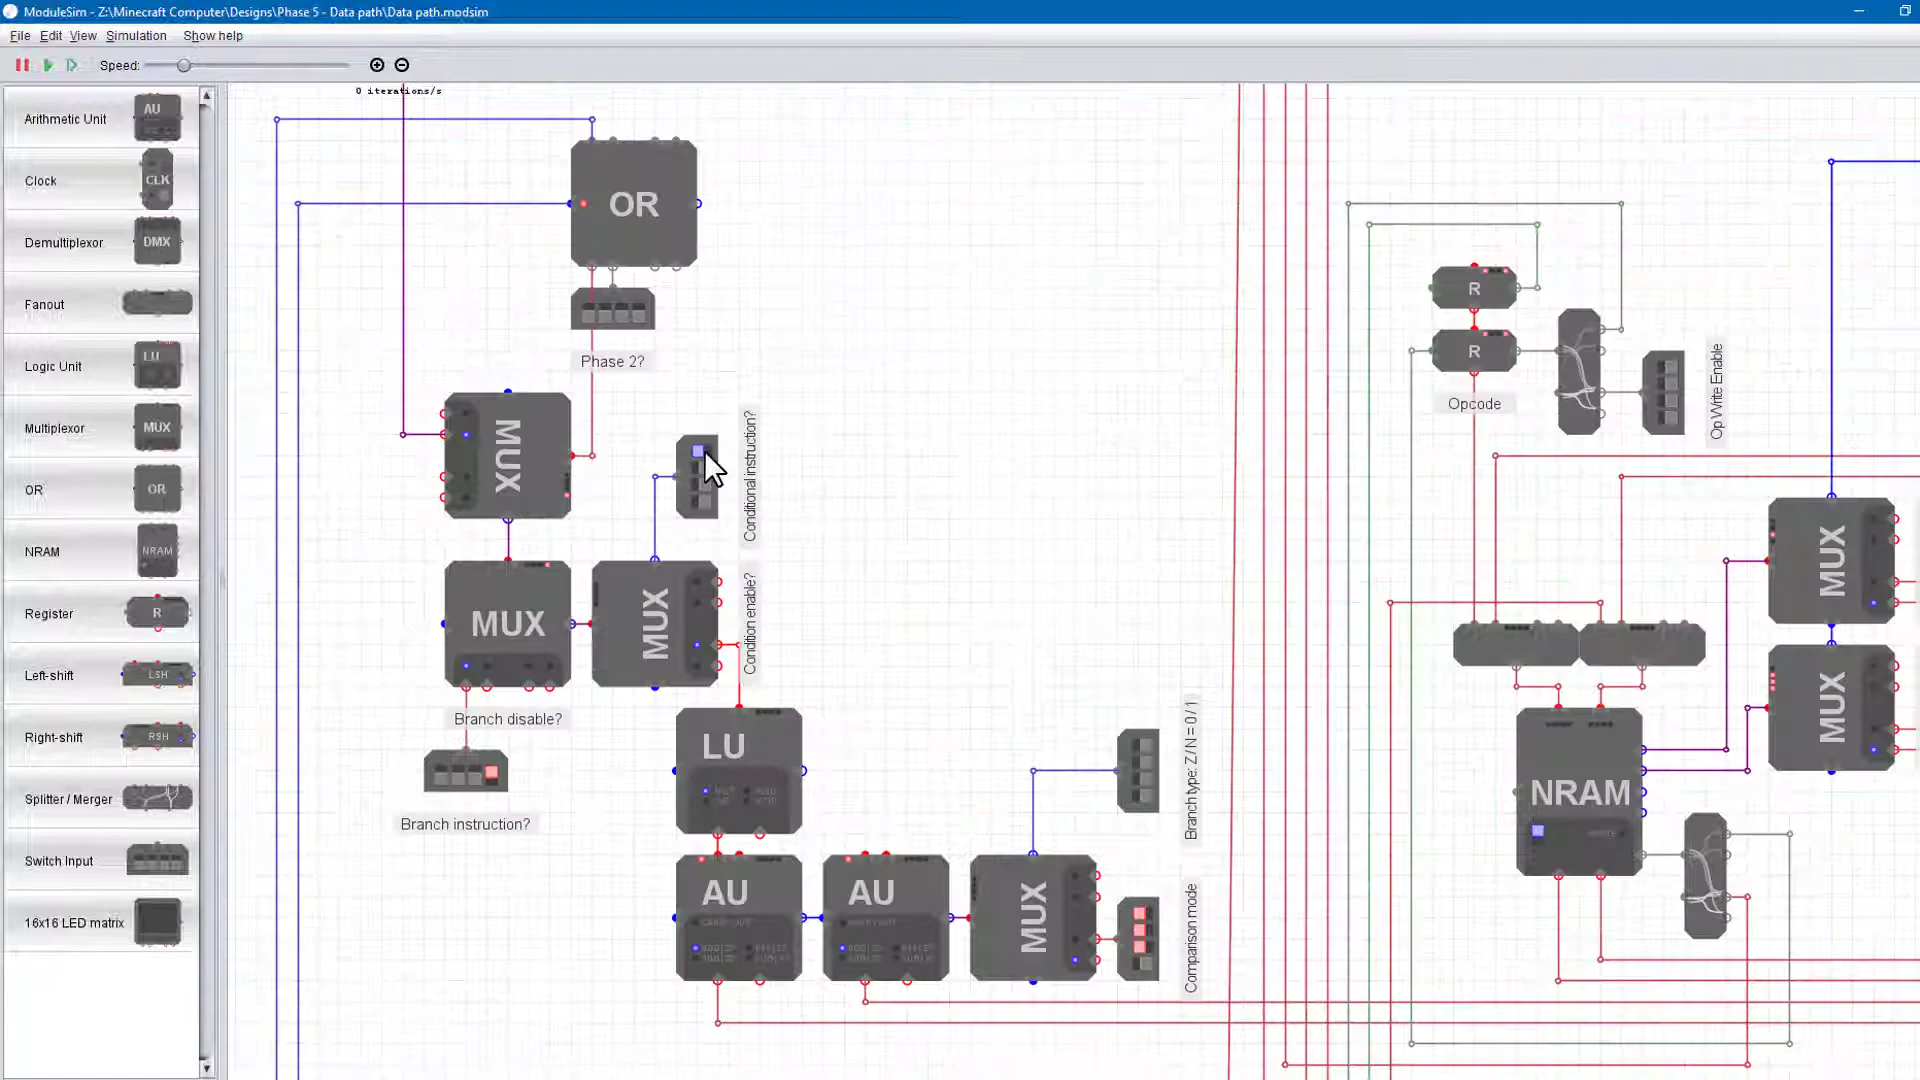 ModuleSim - Z:\Minecraft Computer\Designs\Phase 5 - Data path\Data path.modsim
File Edit View Simulation Show help
Speed:
0 iterations/s
Arithmetic Unit
AU
Clock
CLK
Demultiplexor
DMX
Fanout
Logic Unit
LU
Multiplexor
MUX
OR
OR
NRAM
NRAM
Register
R
Left-shift
LSH
Right-shift
RSH
Splitter / Merger
Switch Input
16x16 LED matrix
OR
Phase 2?
MUX
Conditional instruction?
MUX
MUX
Condition enable?
Branch disable?
Branch instruction?
LU
AU
AU
MUX
Branch type: Z / N = 0 / 1
Comparison mode
R
R
Opcode
Op Write Enable
MUX
MUX
NRAM